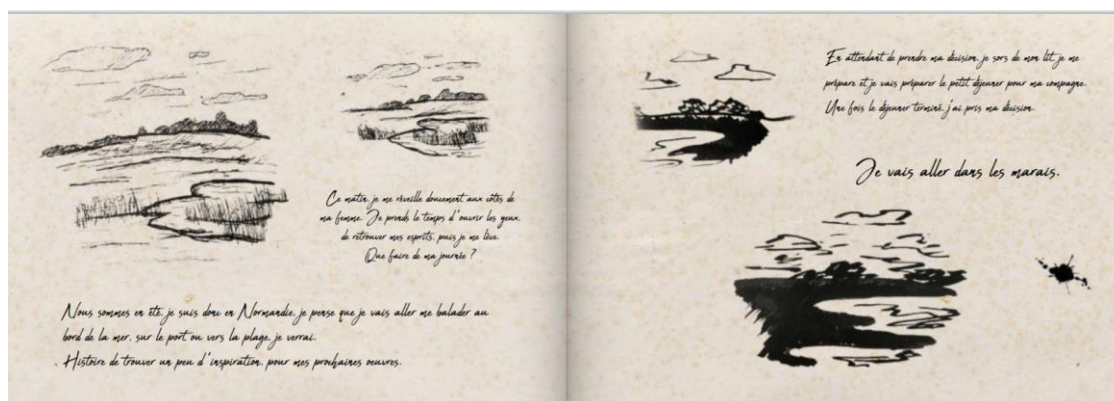 Ce matin, je me réveille doucement aux côtés de
ma femme. Je prends le temps d'ouvrir les yeux,
de retrouver mes esprits, puis je me lève.
Que faire de ma journée ?
Nous sommes en été, je suis donc en Normandie, je pense que je vais aller me balader au
bord de la mer, sur le port ou vers la plage, je verrai.
Histoire de trouver un peu d'inspiration, pour mes prochaines oeuvres.
En attendant de prendre ma décision, je sors de mon lit, je me
prépare et je vais préparer le petit déjeuner pour ma compagne.
Une fois le déjeuner terminé, j'ai pris ma décision.
Je vais aller dans les marais.